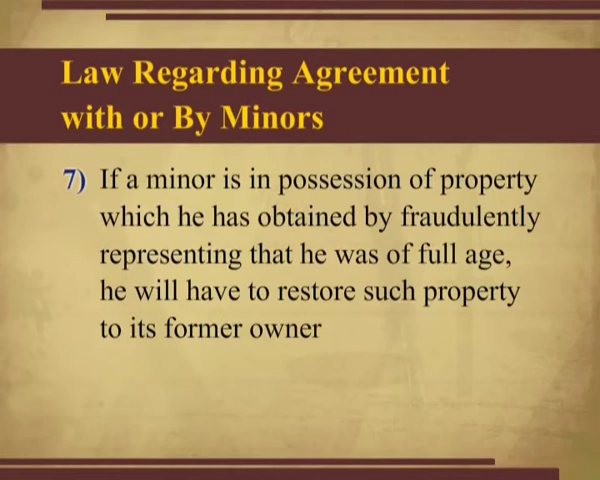 Law Regarding Agreement
with or By Minors
7) If a minor is in possession of property
which he has obtained by fraudulently
representing that he was of full age,
he will have to restore such property
to its former owner